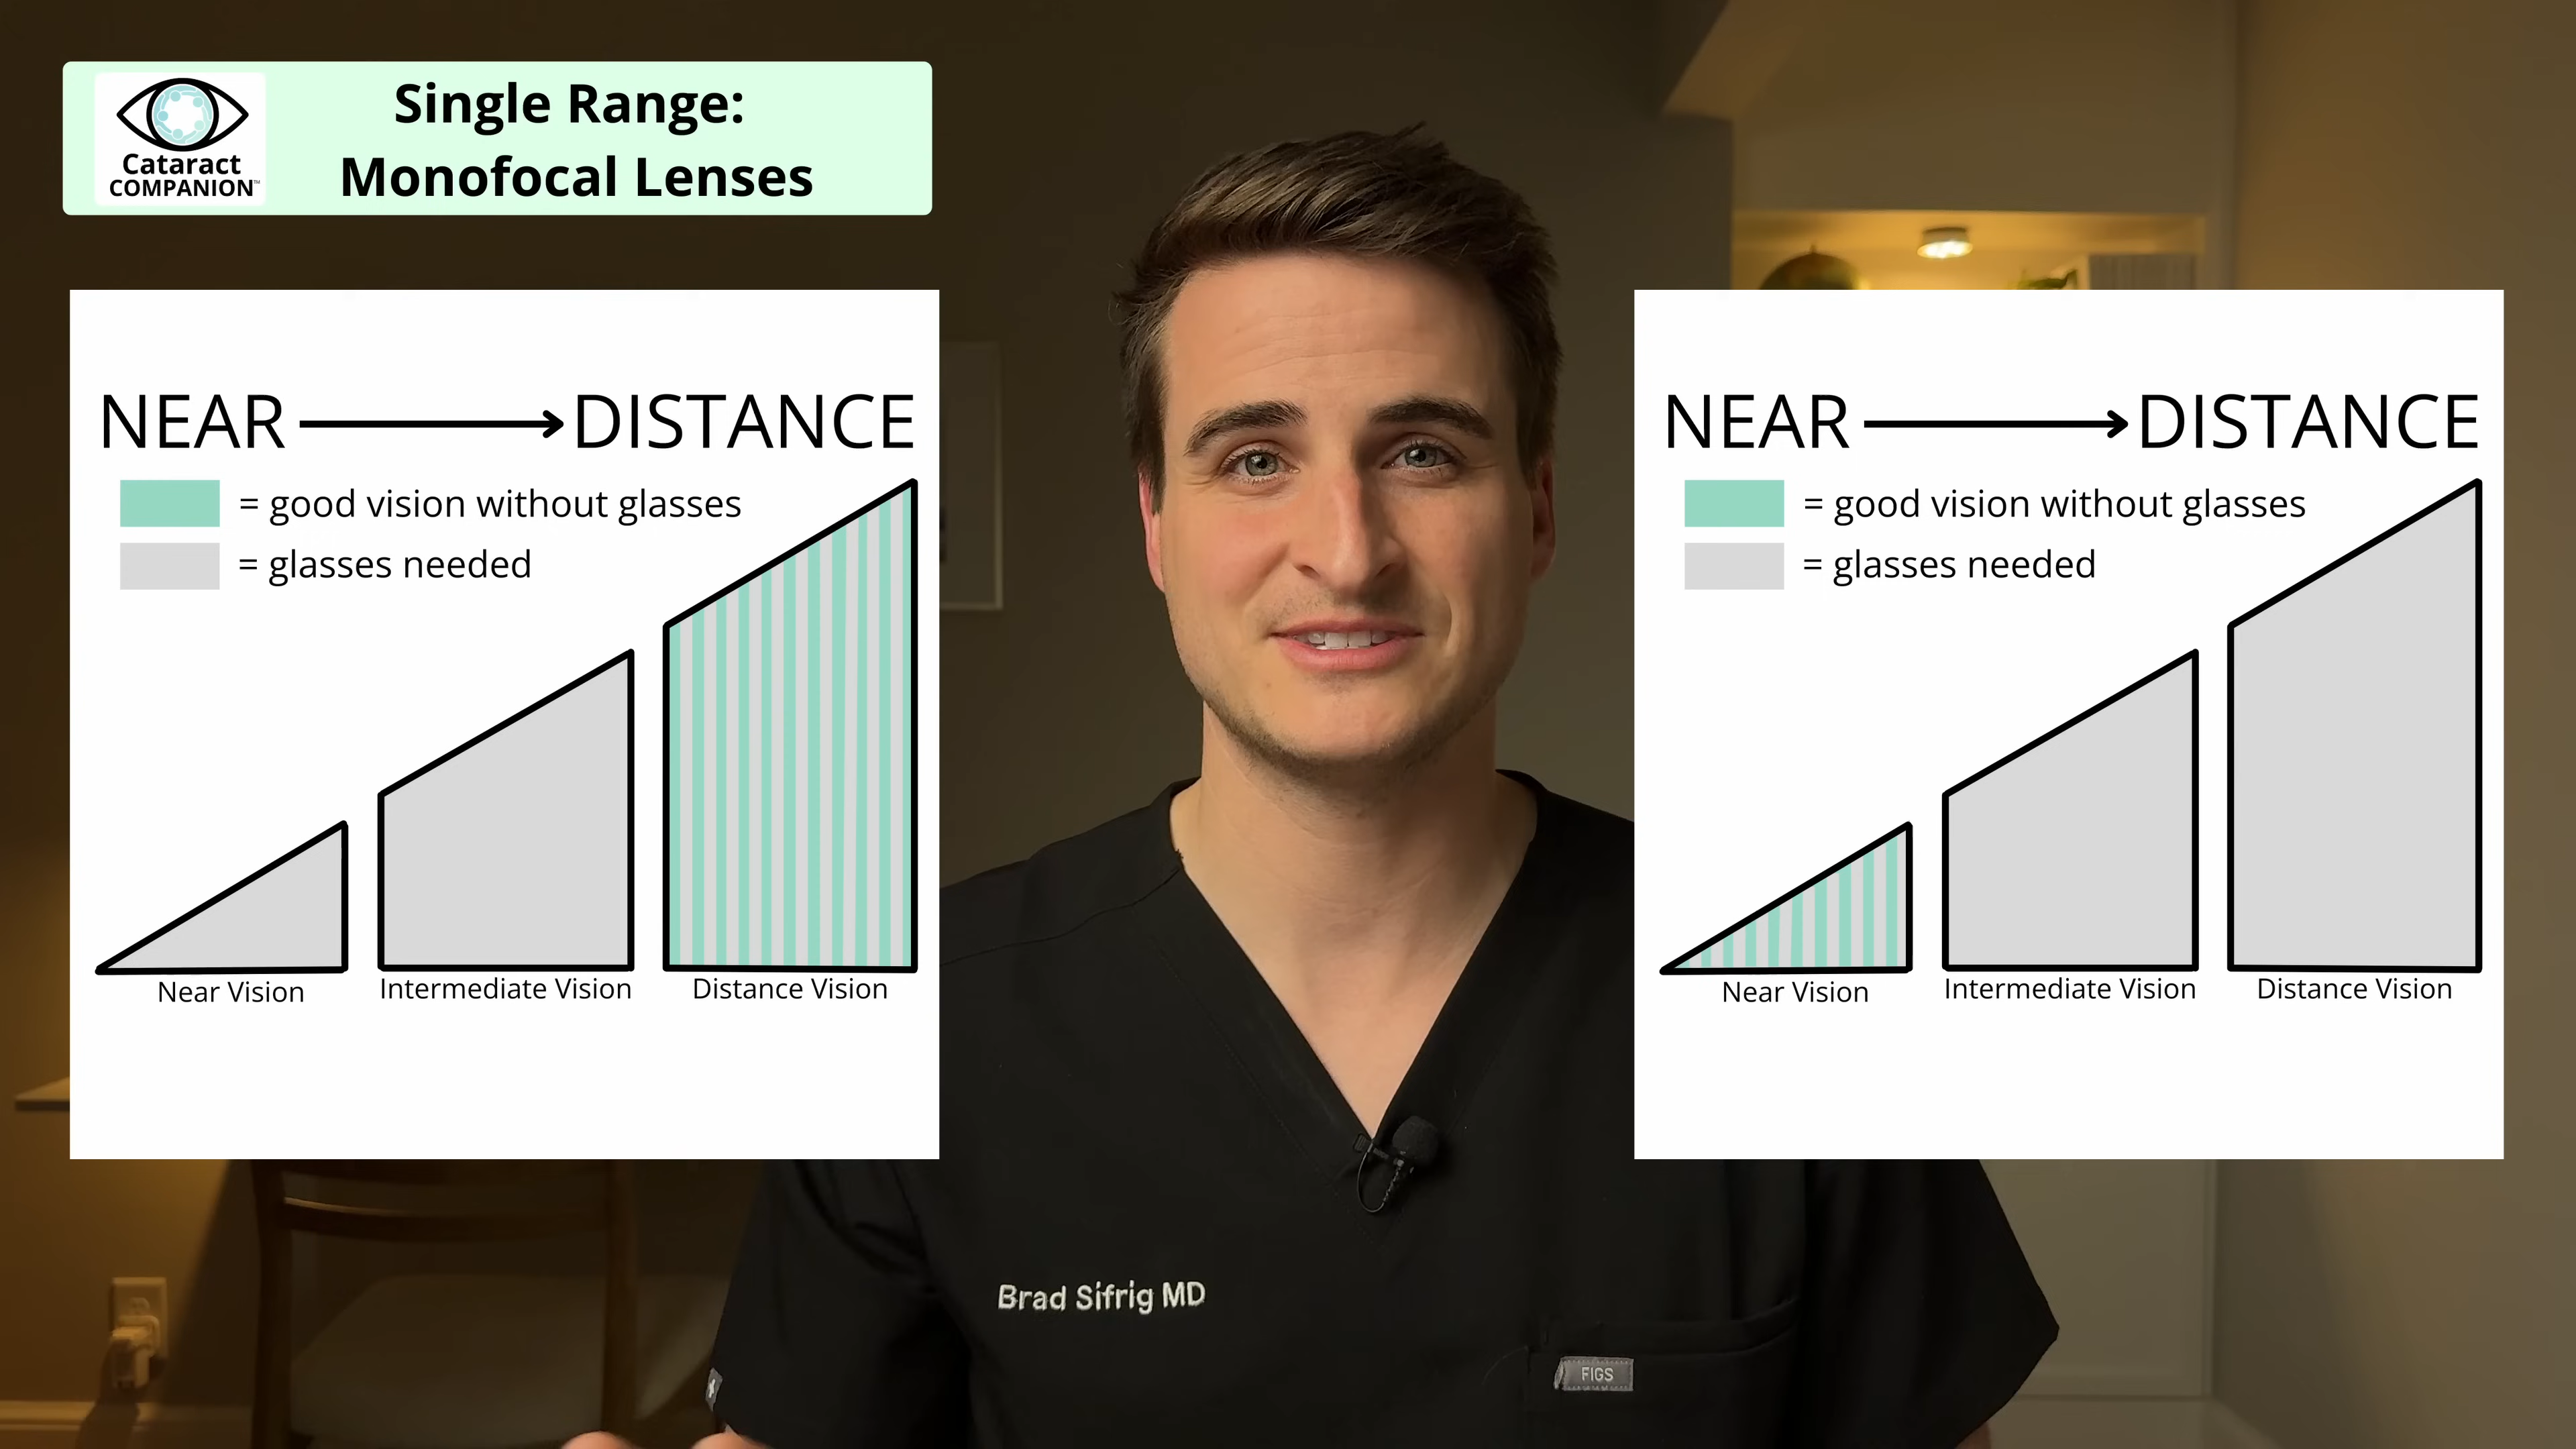 Cataract
COMPANION™
Single Range:
Monofocal Lenses
NEAR DISTANCE
= good vision without glasses
= glasses needed
Near Vision
Intermediate Vision
Distance Vision
NEAR DISTANCE
= good vision without glasses
= glasses needed
Near Vision
Intermediate Vision
Distance Vision
Brad Sifrig MD
FIGS